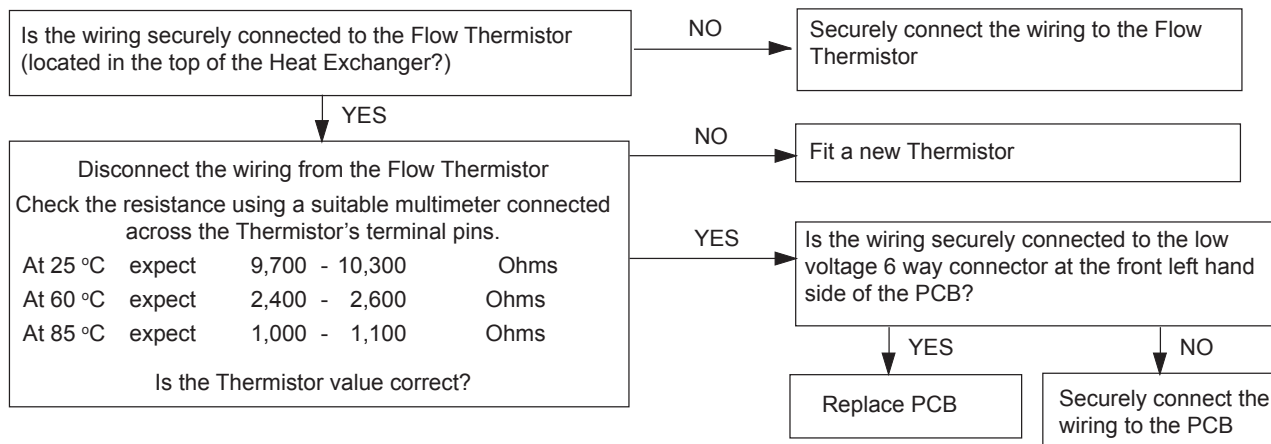 Is the wiring securely connected to the Flow Thermistor
(located in the top of the Heat Exchanger?)
NO
Securely connect the wiring to the Flow
Thermistor
YES
Disconnect the wiring from the Flow Thermistor
Check the resistance using a suitable multimeter connected
across the Thermistor’s terminal pins.
At 25 °C expect 9,700 - 10,300 Ohms
At 60 °C expect 2,400 - 2,600 Ohms
At 85 °C expect 1,000 - 1,100 Ohms
Is the Thermistor value correct?
NO
Fit a new Thermistor
YES
Is the wiring securely connected to the low
voltage 6 way connector at the front left hand
side of the PCB?
YES
Replace PCB
NO
Securely connect the
wiring to the PCB